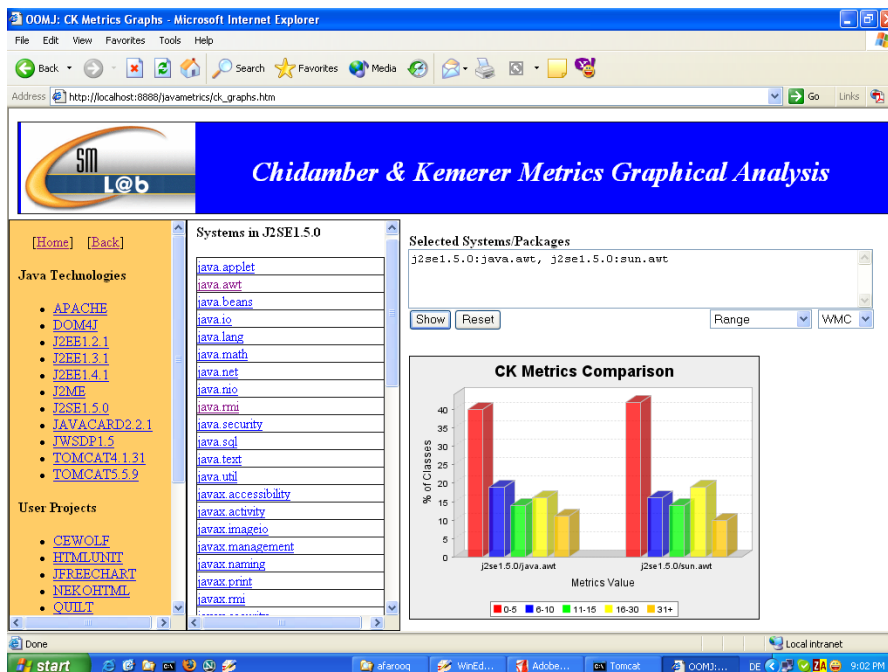 OOMJ: CK Metrics Graphs - Microsoft Internet Explorer
File Edit View Favorites Tools Help
Back Search Favorites Media
Address http://localhost:8888/javametrics/ck_graphs.htm Go Links
SM L@b
Chidamber & Kemerer Metrics Graphical Analysis
[Home] [Back]
Java Technologies
APACHE
DOM4J
J2EE1.2.1
J2EE1.3.1
J2EE1.4.1
J2ME
J2SE1.5.0
JAVACARD2.2.1
JWSDP1.5
TOMCAT4.1.31
TOMCAT5.5.9
User Projects
CEWOLF
HTMLUNIT
JFREECHART
NEKOHTML
QUILT
Systems in J2SE1.5.0
java.applet
java.awt
java.beans
java.io
java.lang
java.math
java.net
java.nio
java.rmi
java.security
java.sql
java.text
java.util
javax.accessibility
javax.activity
javax.imageio
javax.management
javax.naming
javax.print
javax.rmi
Selected Systems/Packages
j2se1.5.0:java.awt, j2se1.5.0:sun.awt
Show Reset Range WMC
CK Metrics Comparison
% of Classes
40
35
30
25
20
15
10
5
0
j2se1.5.0/java.awt j2se1.5.0/sun.awt
Metrics Value
0-5 6-10 11-15 16-30 31+
Done Local intranet
start afarooq WinEd... Adobe... Tomcat OOMJ:... DE ZA 9:02 PM